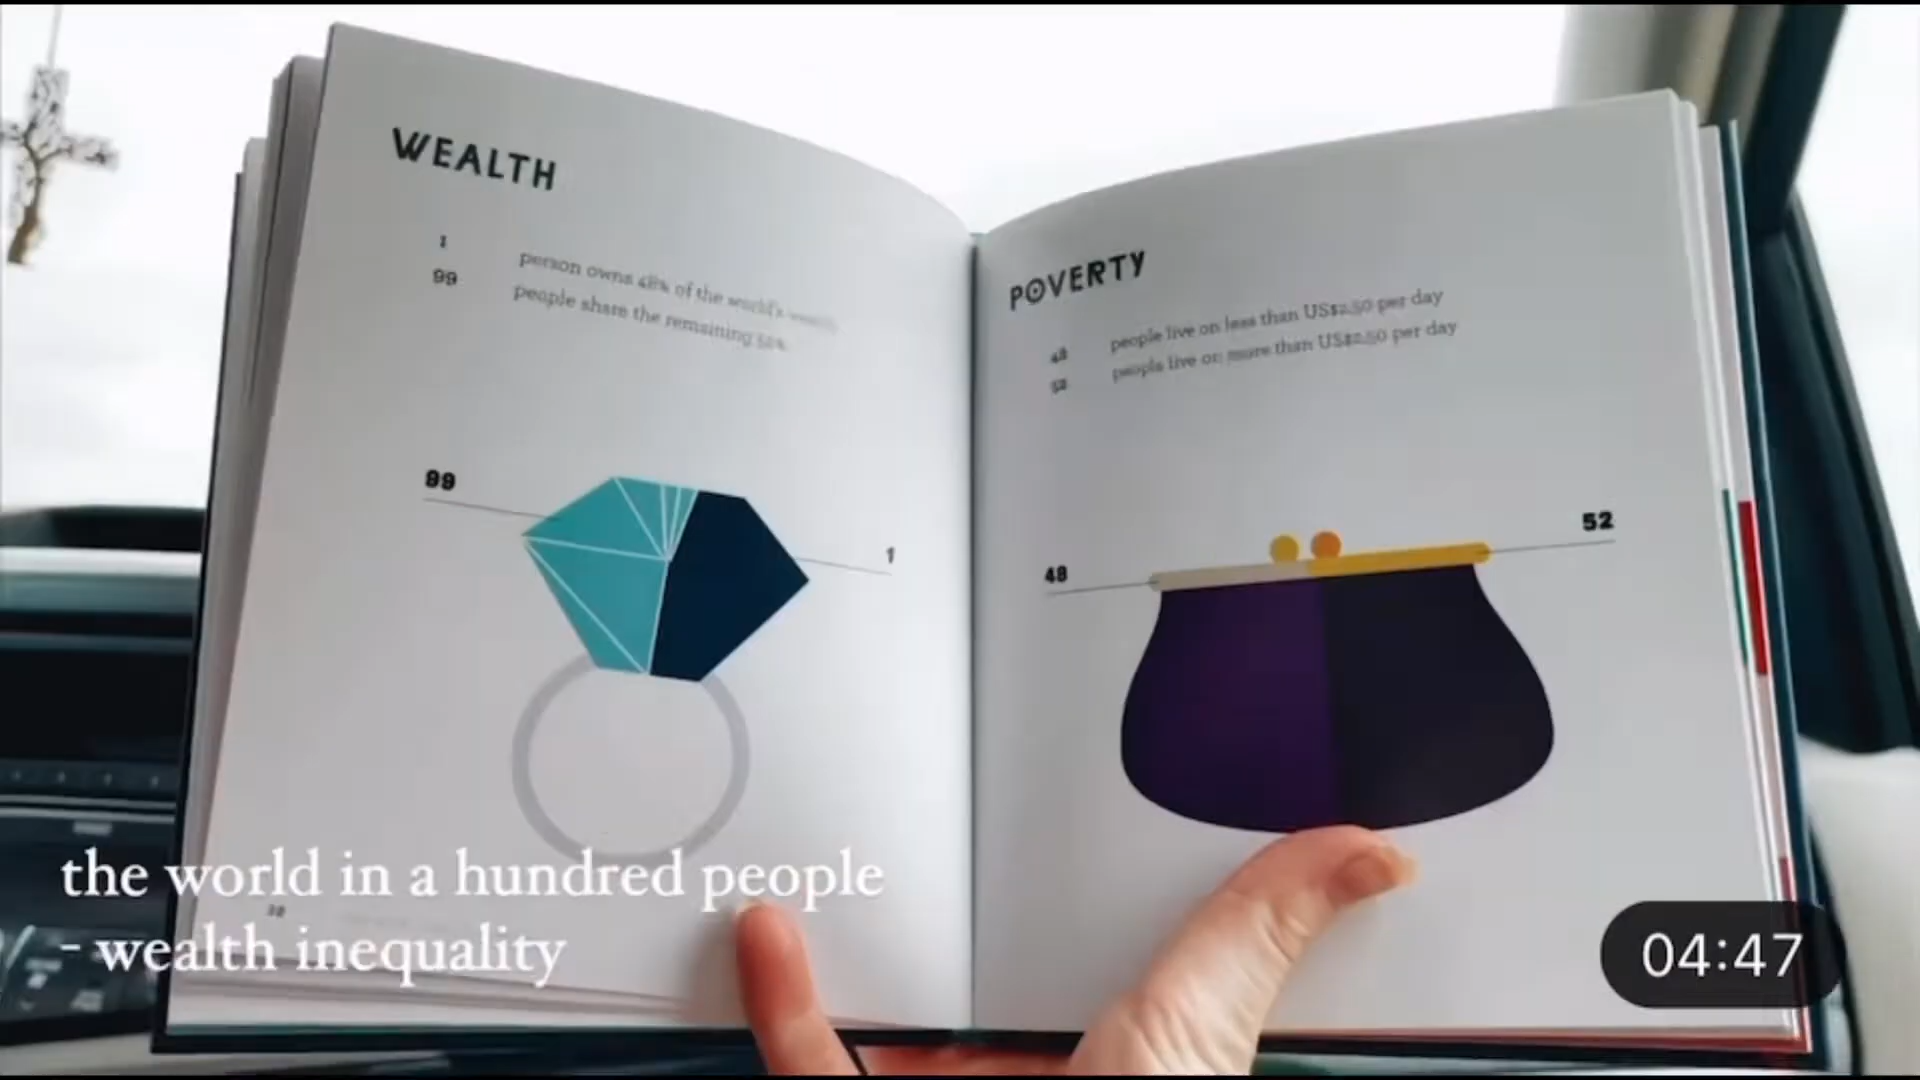 WEALTH
1 person owns 48% of the world's wealth
99 people share the remaining 52%
99
1
POVERTY
48 people live on less than US$2.50 per day
52 people live on more than US$2.50 per day
52
48
the world in a hundred people
- wealth inequality
04:47